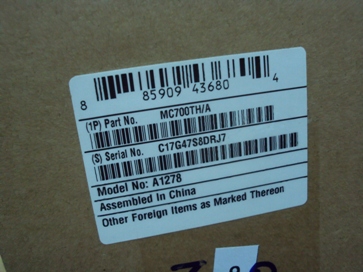 8 85909 43680 4
(1P) Part No. MC700TH/A
(S) Serial No. C17G47S8DRJ7
Model No: A1278
Assembled In China
Other Foreign Items as Marked Thereon